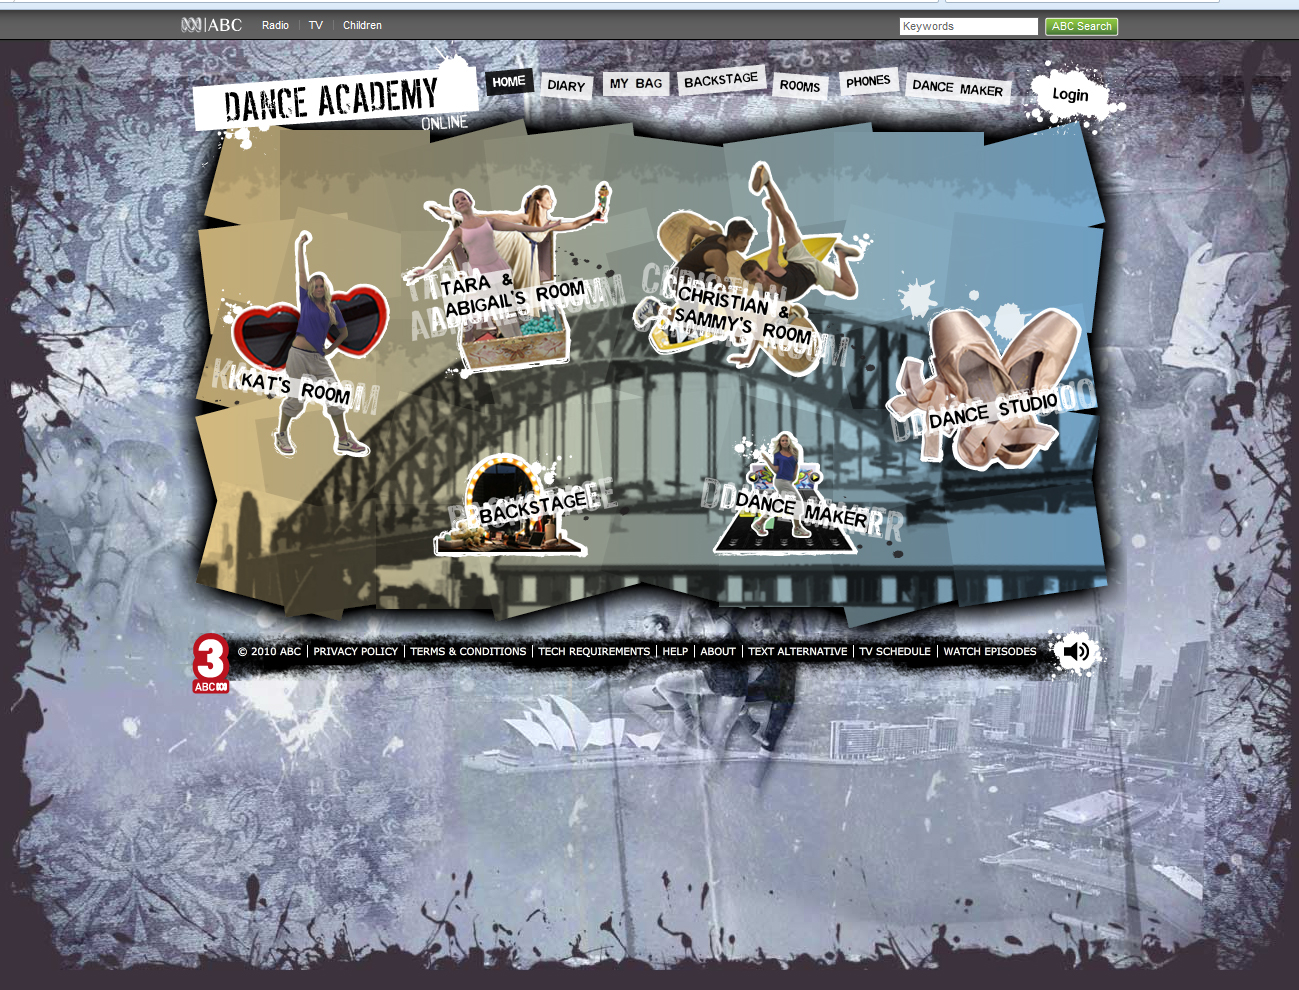 ABC Radio TV Children Keywords ABC Search
DANCE ACADEMY
ONLINE
HOME DIARY MY BAG BACKSTAGE ROOMS PHONES DANCE MAKER Login
TARA &
ABIGAIL'S ROOM
CHRISTIAN &
SAMMY'S ROOM
KAT'S ROOM
DANCE STUDIO
BACKSTAGE
DANCE MAKER
3
ABC
© 2010 ABC PRIVACY POLICY TERMS & CONDITIONS TECH REQUIREMENTS HELP ABOUT TEXT ALTERNATIVE TV SCHEDULE WATCH EPISODES